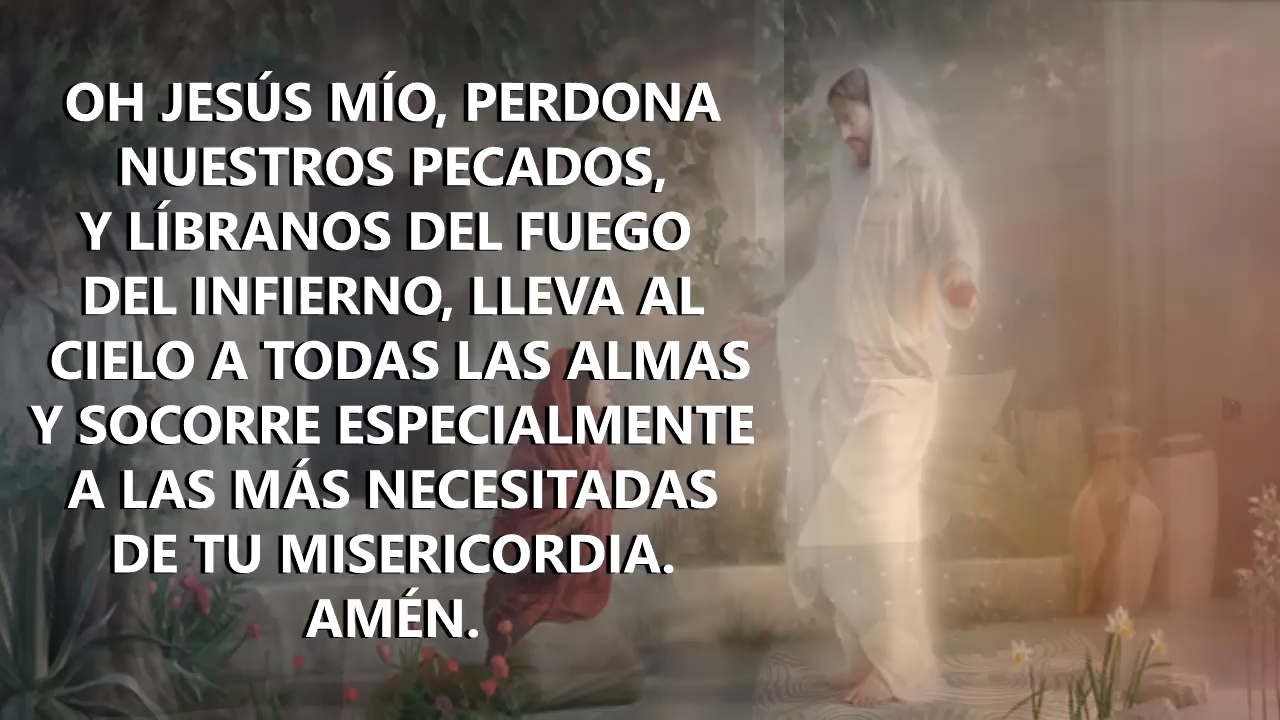 OH JESÚS MÍO, PERDONA
NUESTROS PECADOS,
Y LÍBRANOS DEL FUEGO
DEL INFIERNO, LLEVA AL
CIELO A TODAS LAS ALMAS
Y SOCORRE ESPECIALMENTE
A LAS MÁS NECESITADAS
DE TU MISERICORDIA.
AMÉN.